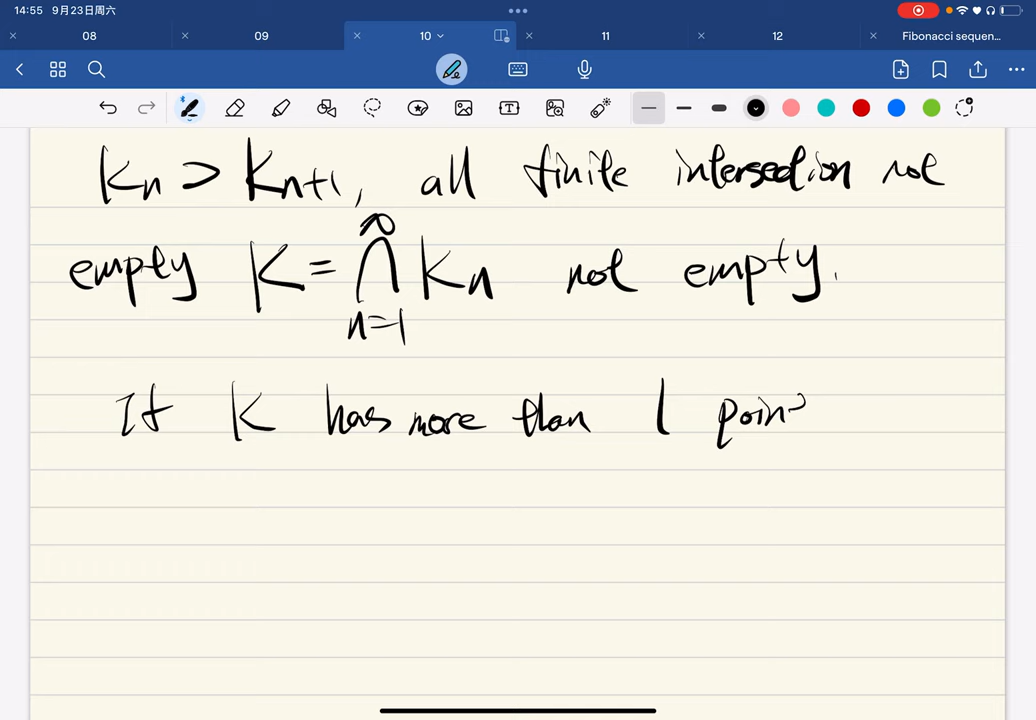 14:55 9月23日周六
08 09 10 11 12 Fibonacci sequen...
Kn ⊃ Kn+1, all finite intersection not
empty K = ∞⋂n=1 Kn not empty.
If K has more than 1 point